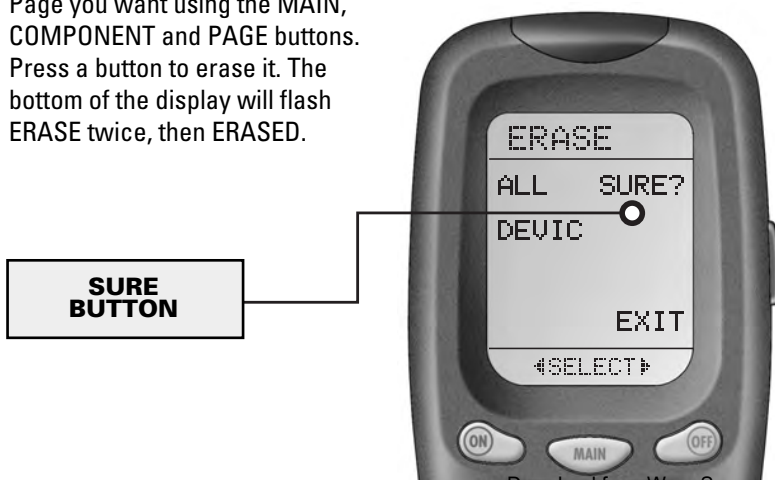 Page you want using the MAIN,
COMPONENT and PAGE buttons.
Press a button to erase it. The
bottom of the display will flash
ERASE twice, then ERASED.
ERASE
ALL SURE?
DEVIC
SURE
BUTTON
EXIT
SELECT
ON MAIN OFF